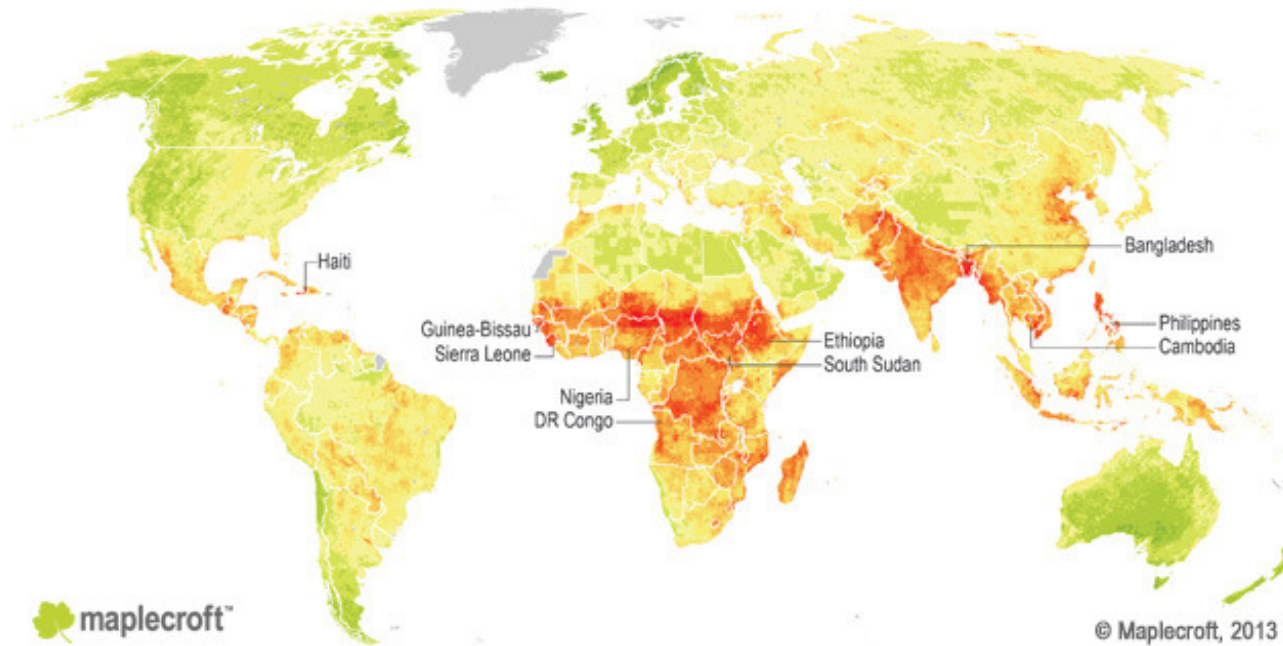 Haiti
Bangladesh
Guinea-Bissau
Sierra Leone
Nigeria
DR Congo
Ethiopia
South Sudan
Philippines
Cambodia
maplecroft™
© Maplecroft, 2013